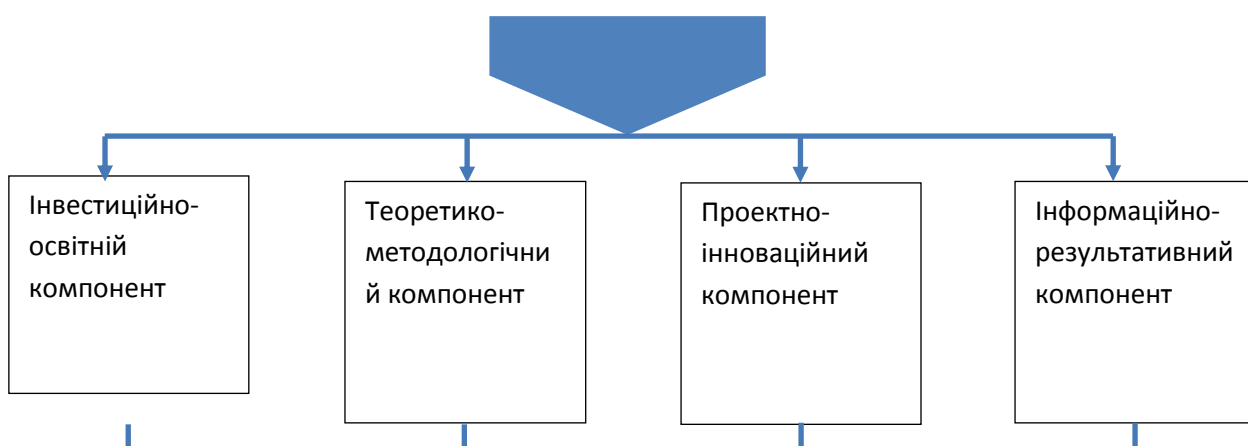 Інвестиційно-
освітній
компонент
Теоретико-
методологічни
й компонент
Проектно-
інноваційний
компонент
Інформаційно-
результативний
компонент